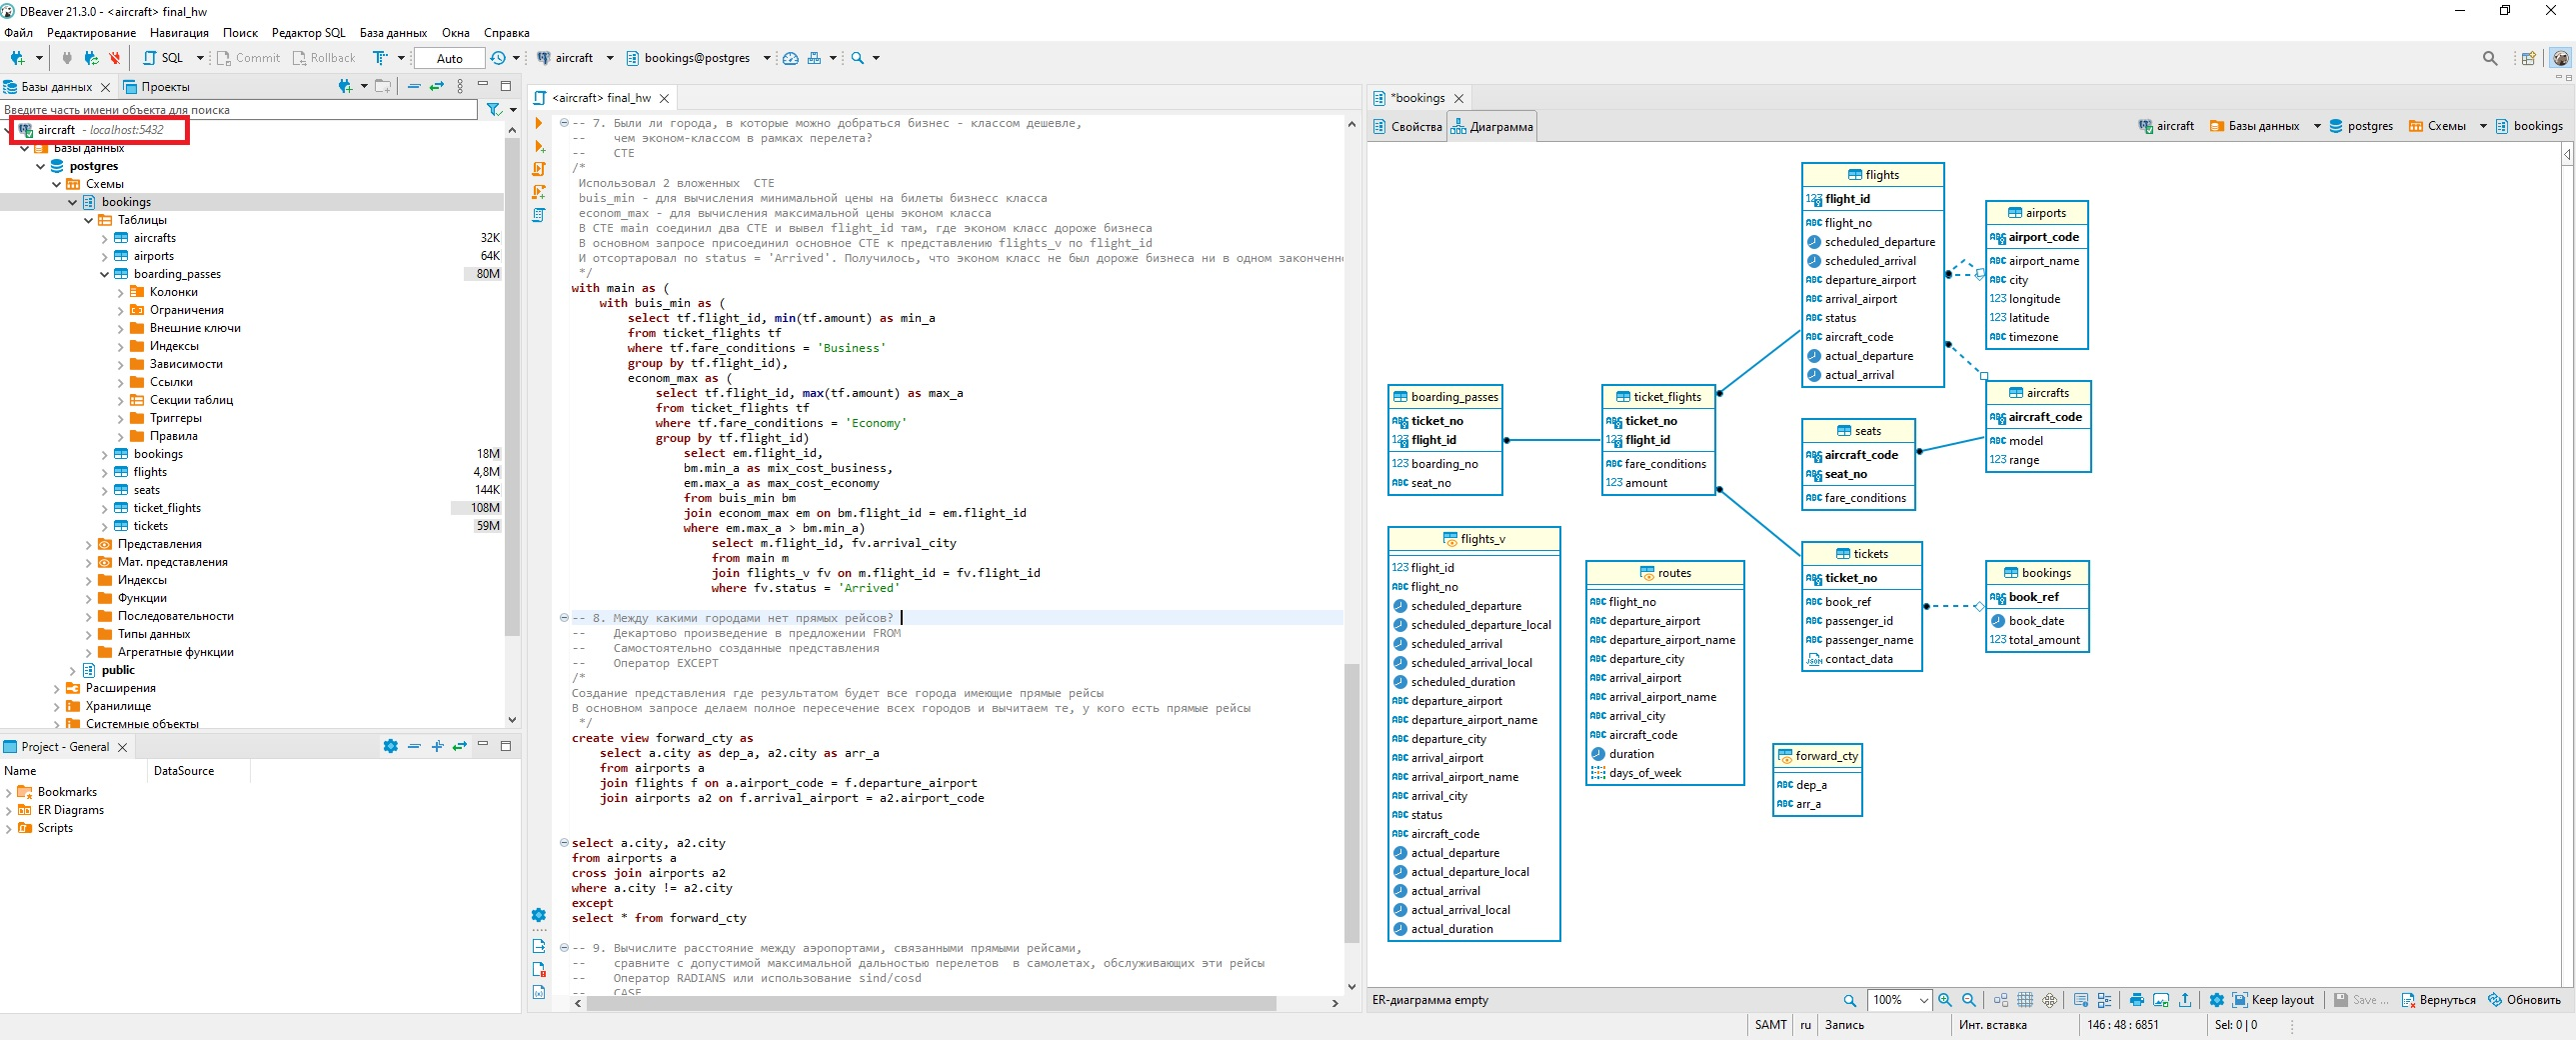 DBeaver 21.3.0 - <aircraft> final_hw
Файл Редактирование Навигация Поиск Редактор SQL База данных Окна Справка
SQL Commit Rollback Auto aircraft bookings@postgres
Базы данных Проекты
Введите часть имени объекта для поиска
aircraft - localhost:5432
Базы данных
postgres
Схемы
bookings
Таблицы
aircrafts 32K
airports 64K
boarding_passes 80M
Колонки
Ограничения
Внешние ключи
Индексы
Зависимости
Ссылки
Секции таблиц
Триггеры
Правила
bookings 18M
flights 4,8M
seats 144K
ticket_flights 108M
tickets 59M
Представления
Мат. представления
Индексы
Функции
Последовательности
Типы данных
Агрегатные функции
public
Расширения
Хранилище
Системные объекты
Project - General
Name DataSource
Bookmarks
ER Diagrams
Scripts
<aircraft> final_hw
-- 7. Были ли города, в которые можно добраться бизнес - классом дешевле,
-- чем эконом-классом в рамках перелета?
-- CTE
/*
Использовал 2 вложенных CTE
buis_min - для вычисления минимальной цены на билеты бизнесс класса
econom_max - для вычисления максимальной цены эконом класса
В CTE main соединил два CTE и вывел flight_id там, где эконом класс дороже бизнеса
В основном запросе присоединил основное CTE к представлению flights_v по flight_id
И отсортаровал по status = 'Arrived'. Получилось, что эконом класс не был дороже бизнеса ни в одном законченно
*/
with main as (
with buis_min as (
select tf.flight_id, min(tf.amount) as min_a
from ticket_flights tf
where tf.fare_conditions = 'Business'
group by tf.flight_id),
econom_max as (
select tf.flight_id, max(tf.amount) as max_a
from ticket_flights tf
where tf.fare_conditions = 'Economy'
group by tf.flight_id)
select em.flight_id,
bm.min_a as mix_cost_business,
em.max_a as max_cost_economy
from buis_min bm
join econom_max em on bm.flight_id = em.flight_id
where em.max_a > bm.min_a)
select m.flight_id, fv.arrival_city
from main m
join flights_v fv on m.flight_id = fv.flight_id
where fv.status = 'Arrived'
-- 8. Между какими городами нет прямых рейсов?
-- Декартово произведение в предложении FROM
-- Самостоятельно созданные представления
-- Оператор EXCEPT
/*
Создание представления где результатом будет все города имеющие прямые рейсы
В основном запросе делаем полное пересечение всех городов и вычитаем те, у кого есть прямые рейсы
*/
create view forward_cty as
select a.city as dep_a, a2.city as arr_a
from airports a
join flights f on a.airport_code = f.departure_airport
join airports a2 on f.arrival_airport = a2.airport_code
select a.city, a2.city
from airports a
cross join airports a2
where a.city != a2.city
except
select * from forward_cty
-- 9. Вычислите расстояние между аэропортами, связанными прямыми рейсами,
-- сравните с допустимой максимальной дальностью перелетов в самолетах, обслуживающих эти рейсы
-- Оператор RADIANS или использование sind/cosd
-- CASE
*bookings
Свойства Диаграмма aircraft Базы данных postgres Схемы bookings
flights
flight_id
flight_no
scheduled_departure
scheduled_arrival
departure_airport
arrival_airport
status
aircraft_code
actual_departure
actual_arrival
airports
airport_code
airport_name
city
longitude
latitude
timezone
boarding_passes
ticket_no
flight_id
boarding_no
seat_no
ticket_flights
ticket_no
flight_id
fare_conditions
amount
seats
aircraft_code
seat_no
fare_conditions
aircrafts
aircraft_code
model
range
flights_v
flight_id
flight_no
scheduled_departure
scheduled_departure_local
scheduled_arrival
scheduled_arrival_local
scheduled_duration
departure_airport
departure_airport_name
departure_city
arrival_airport
arrival_airport_name
arrival_city
status
aircraft_code
actual_departure
actual_departure_local
actual_arrival
actual_arrival_local
actual_duration
routes
flight_no
departure_airport
departure_airport_name
departure_city
arrival_airport
arrival_airport_name
arrival_city
aircraft_code
duration
days_of_week
tickets
ticket_no
book_ref
passenger_id
passenger_name
contact_data
bookings
book_ref
book_date
total_amount
forward_cty
dep_a
arr_a
ER-диаграмма empty 100% Keep layout Save ... Вернуться Обновить
SAMT ru Запись Инт. вставка 146 : 48 : 6851 Sel: 0 | 0